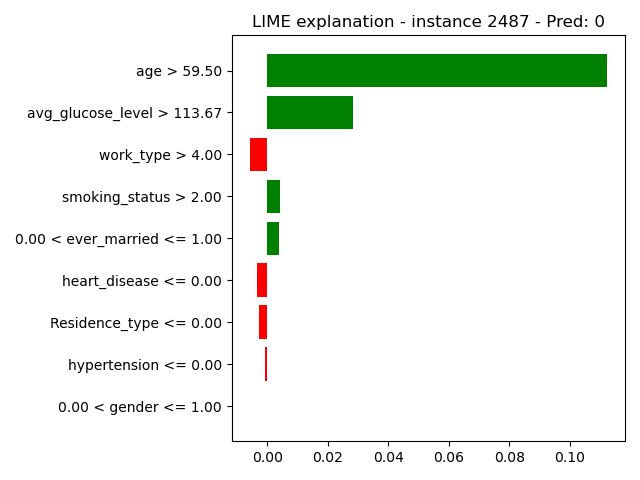 LIME explanation - instance 2487 - Pred: 0
age > 59.50
avg_glucose_level > 113.67
work_type > 4.00
smoking_status > 2.00
0.00 < ever_married <= 1.00
heart_disease <= 0.00
Residence_type <= 0.00
hypertension <= 0.00
0.00 < gender <= 1.00
0.00 0.02 0.04 0.06 0.08 0.10